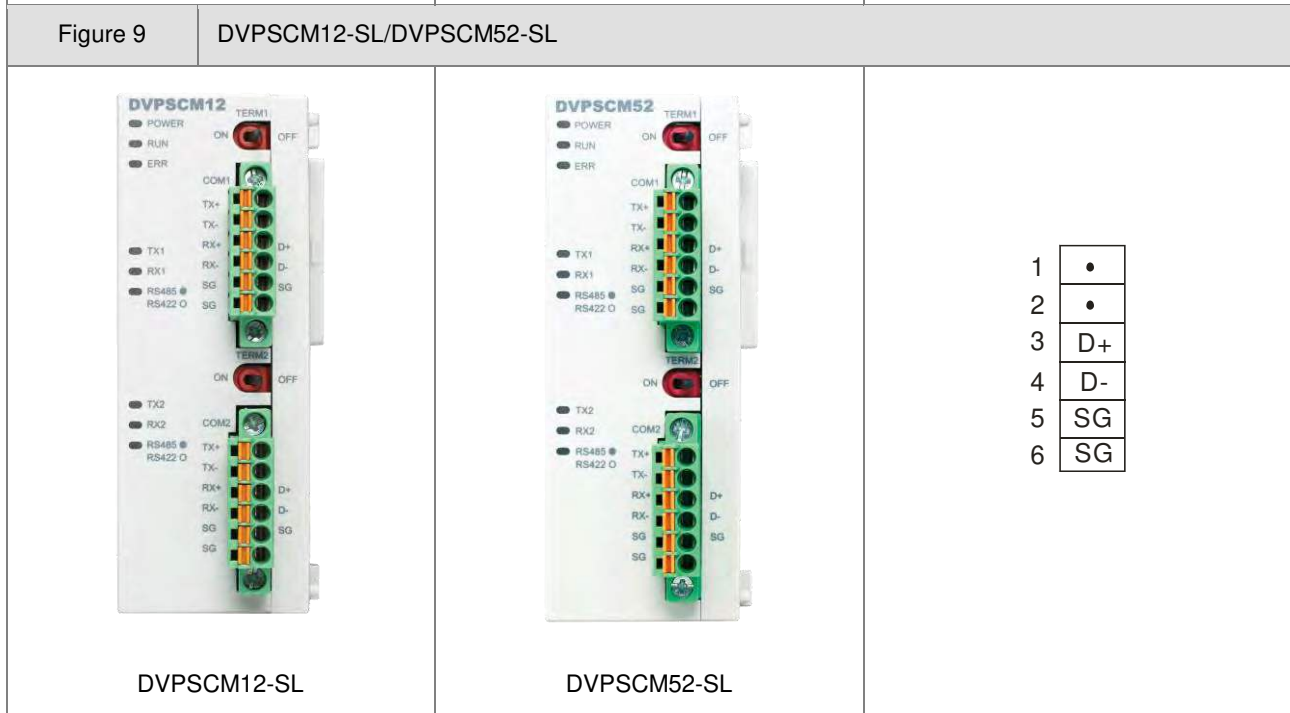 Figure 9 DVPSCM12-SL/DVPSCM52-SL
DVPSCM12
TERM1
POWER
ON OFF
RUN
ERR
COM1
TX+
TX-
TX1 RX+ D+
RX1 RX- D-
RS485 SG SG
RS422 SG
TERM2
ON OFF
TX2
RX2 COM2
RS485 TX+
RS422 TX-
RX+ D+
RX- D-
SG SG
SG
DVPSCM12-SL
DVPSCM52
TERM1
POWER
ON OFF
RUN
ERR
COM1
TX+
TX-
TX1 RX+ D+
RX1 RX- D-
RS485 SG SG
RS422 SG
TERM2
ON OFF
TX2
RX2 COM2
RS485 TX+
RS422 TX-
RX+ D+
RX- D-
SG SG
SG
DVPSCM52-SL
1 •
2 •
3 D+
4 D-
5 SG
6 SG